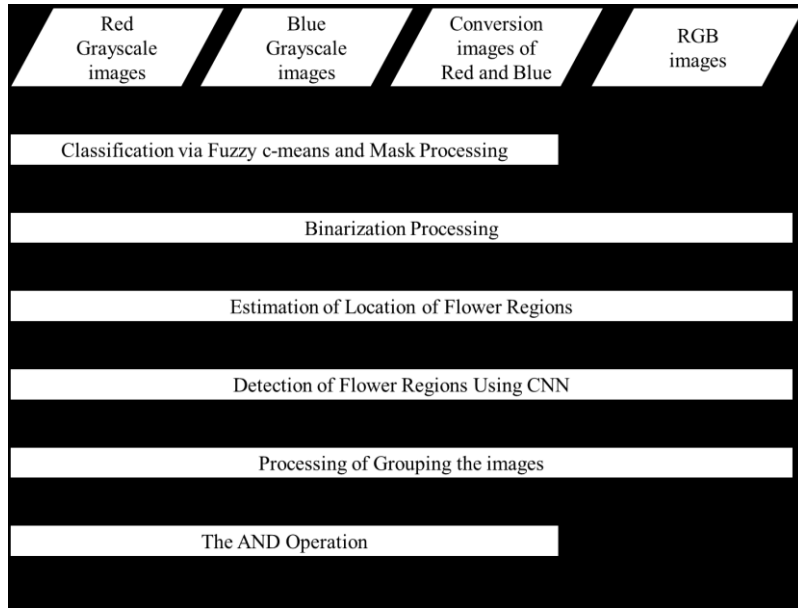 Red
Grayscale
images
Blue
Grayscale
images
Conversion
images of
Red and Blue
RGB
images
Classification via Fuzzy c-means and Mask Processing
Binarization Processing
Estimation of Location of Flower Regions
Detection of Flower Regions Using CNN
Processing of Grouping the images
The AND Operation